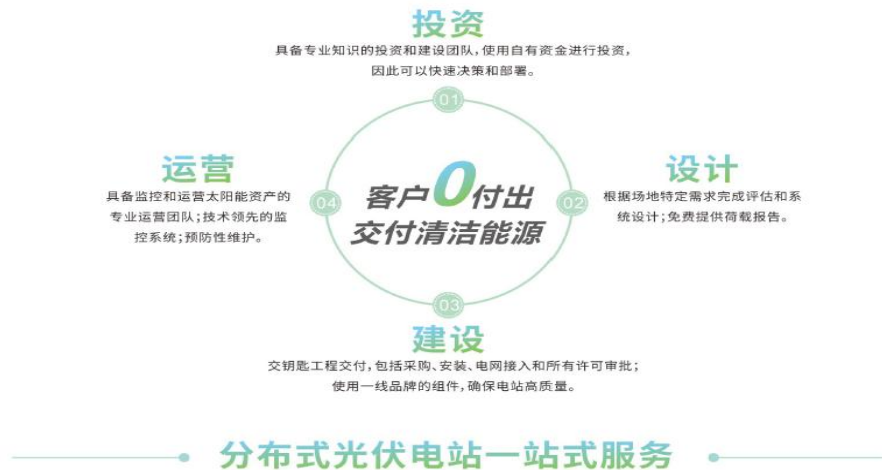 投资
具备专业知识的投资和建设团队,使用自有资金进行投资,
因此可以快速决策和部署。
01
运营
具备监控和运营太阳能资产的
专业运营团队;技术领先的监
控系统;预防性维护。
04
客户0付出
交付清洁能源
02
设计
根据场地特定需求完成评估和系
统设计;免费提供荷载报告。
03
建设
交钥匙工程交付,包括采购、安装、电网接入和所有许可审批;
使用一线品牌的组件,确保电站高质量。
分布式光伏电站一站式服务